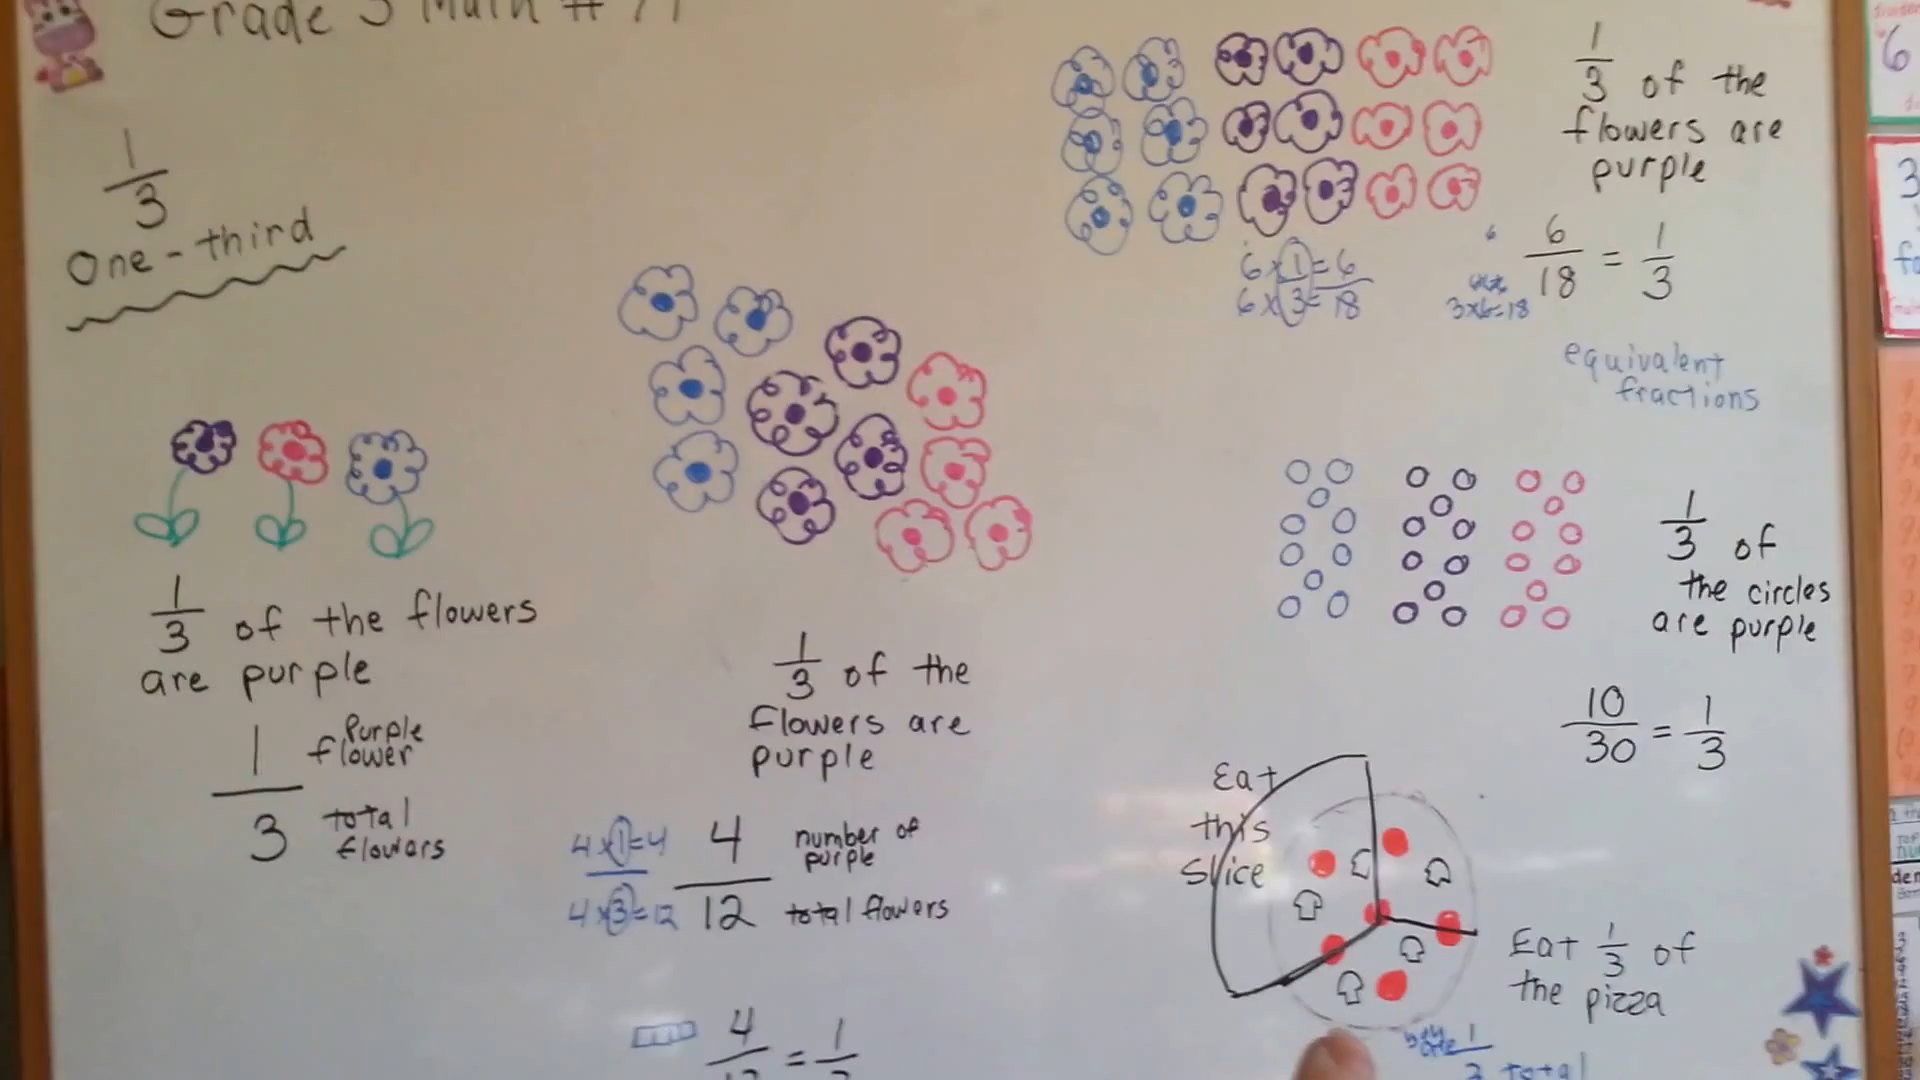 Grade 3 Math #
1
3
One-third
1
3 of the flowers
are purple
1 purple
flower
3 total
flowers
1
3 of the
flowers are
purple
4x1=4
4x3=12
4 number of
purple
12 total flowers
4
= 1
1
3 of the
flowers are
purple
6x1=6
6x3=18
6
3x6=18
6 = 1
18 3
equivalent
fractions
1
3 of
the circles
are purple
10 = 1
30 3
Eat
this
slice
Eat 1/3 of
the pizza
1
total
6
3